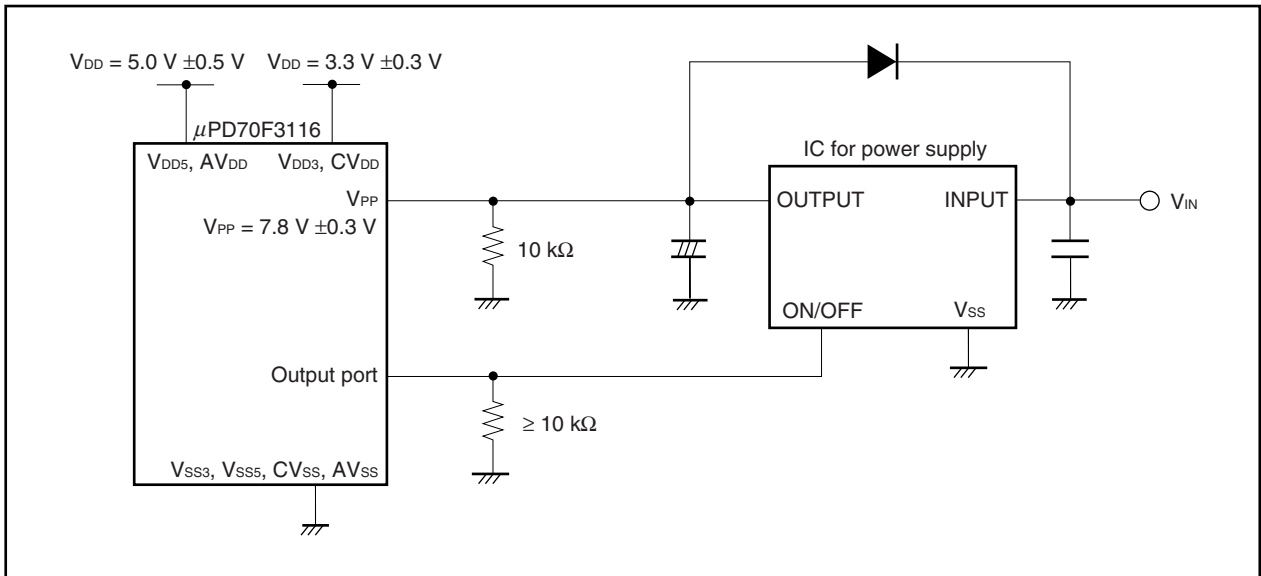 VDD = 5.0 V ±0.5 V
VDD = 3.3 V ±0.3 V
μPD70F3116
VDD5, AVDD
VDD3, CVDD
VPP
VPP = 7.8 V ±0.3 V
10 kΩ
Output port
≥ 10 kΩ
VSS3, VSS5, CVSS, AVSS
IC for power supply
OUTPUT
INPUT
ON/OFF
VSS
VIN